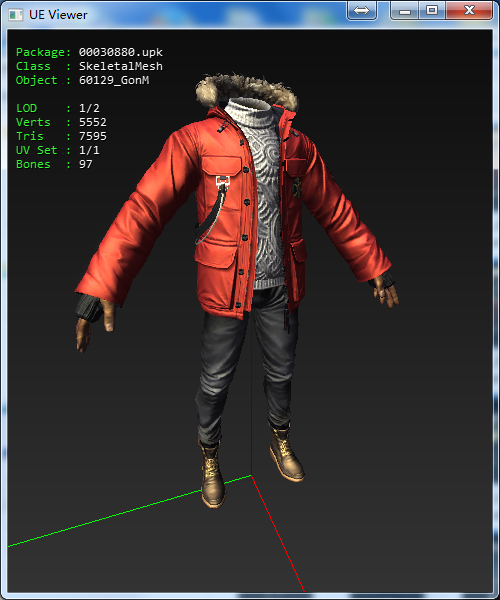 UE Viewer
Package: 00030880.upk
Class  : SkeletalMesh
Object : 60129_GonM
LOD    : 1/2
Verts  : 5552
Tris   : 7595
UV Set : 1/1
Bones  : 97